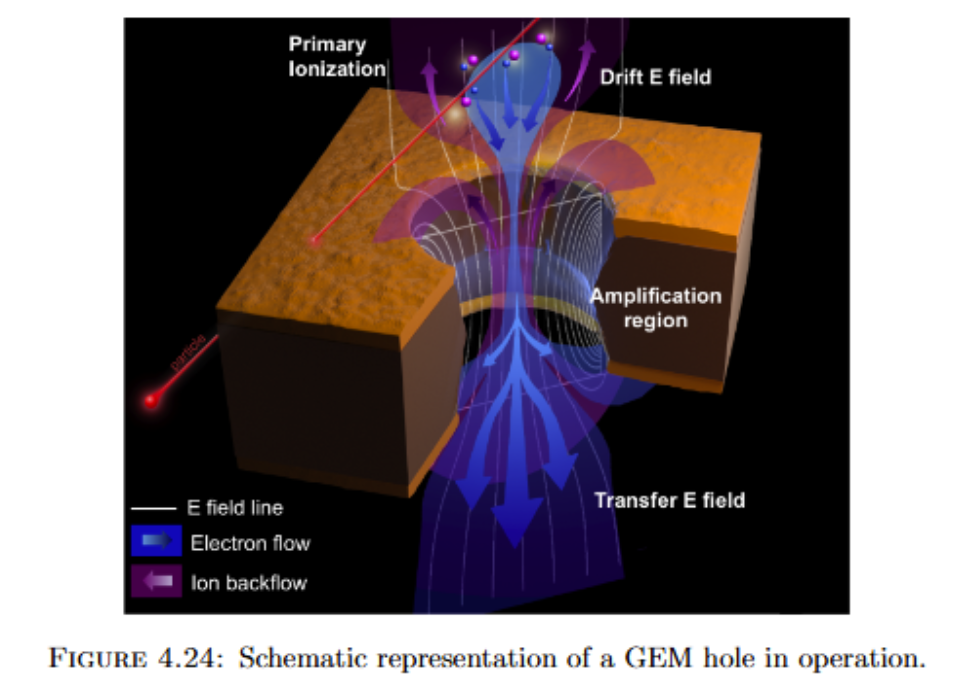 Primary
Ionization
Drift E field
Amplification
region
particle
Transfer E field
E field line
Electron flow
Ion backflow
FIGURE 4.24: Schematic representation of a GEM hole in operation.